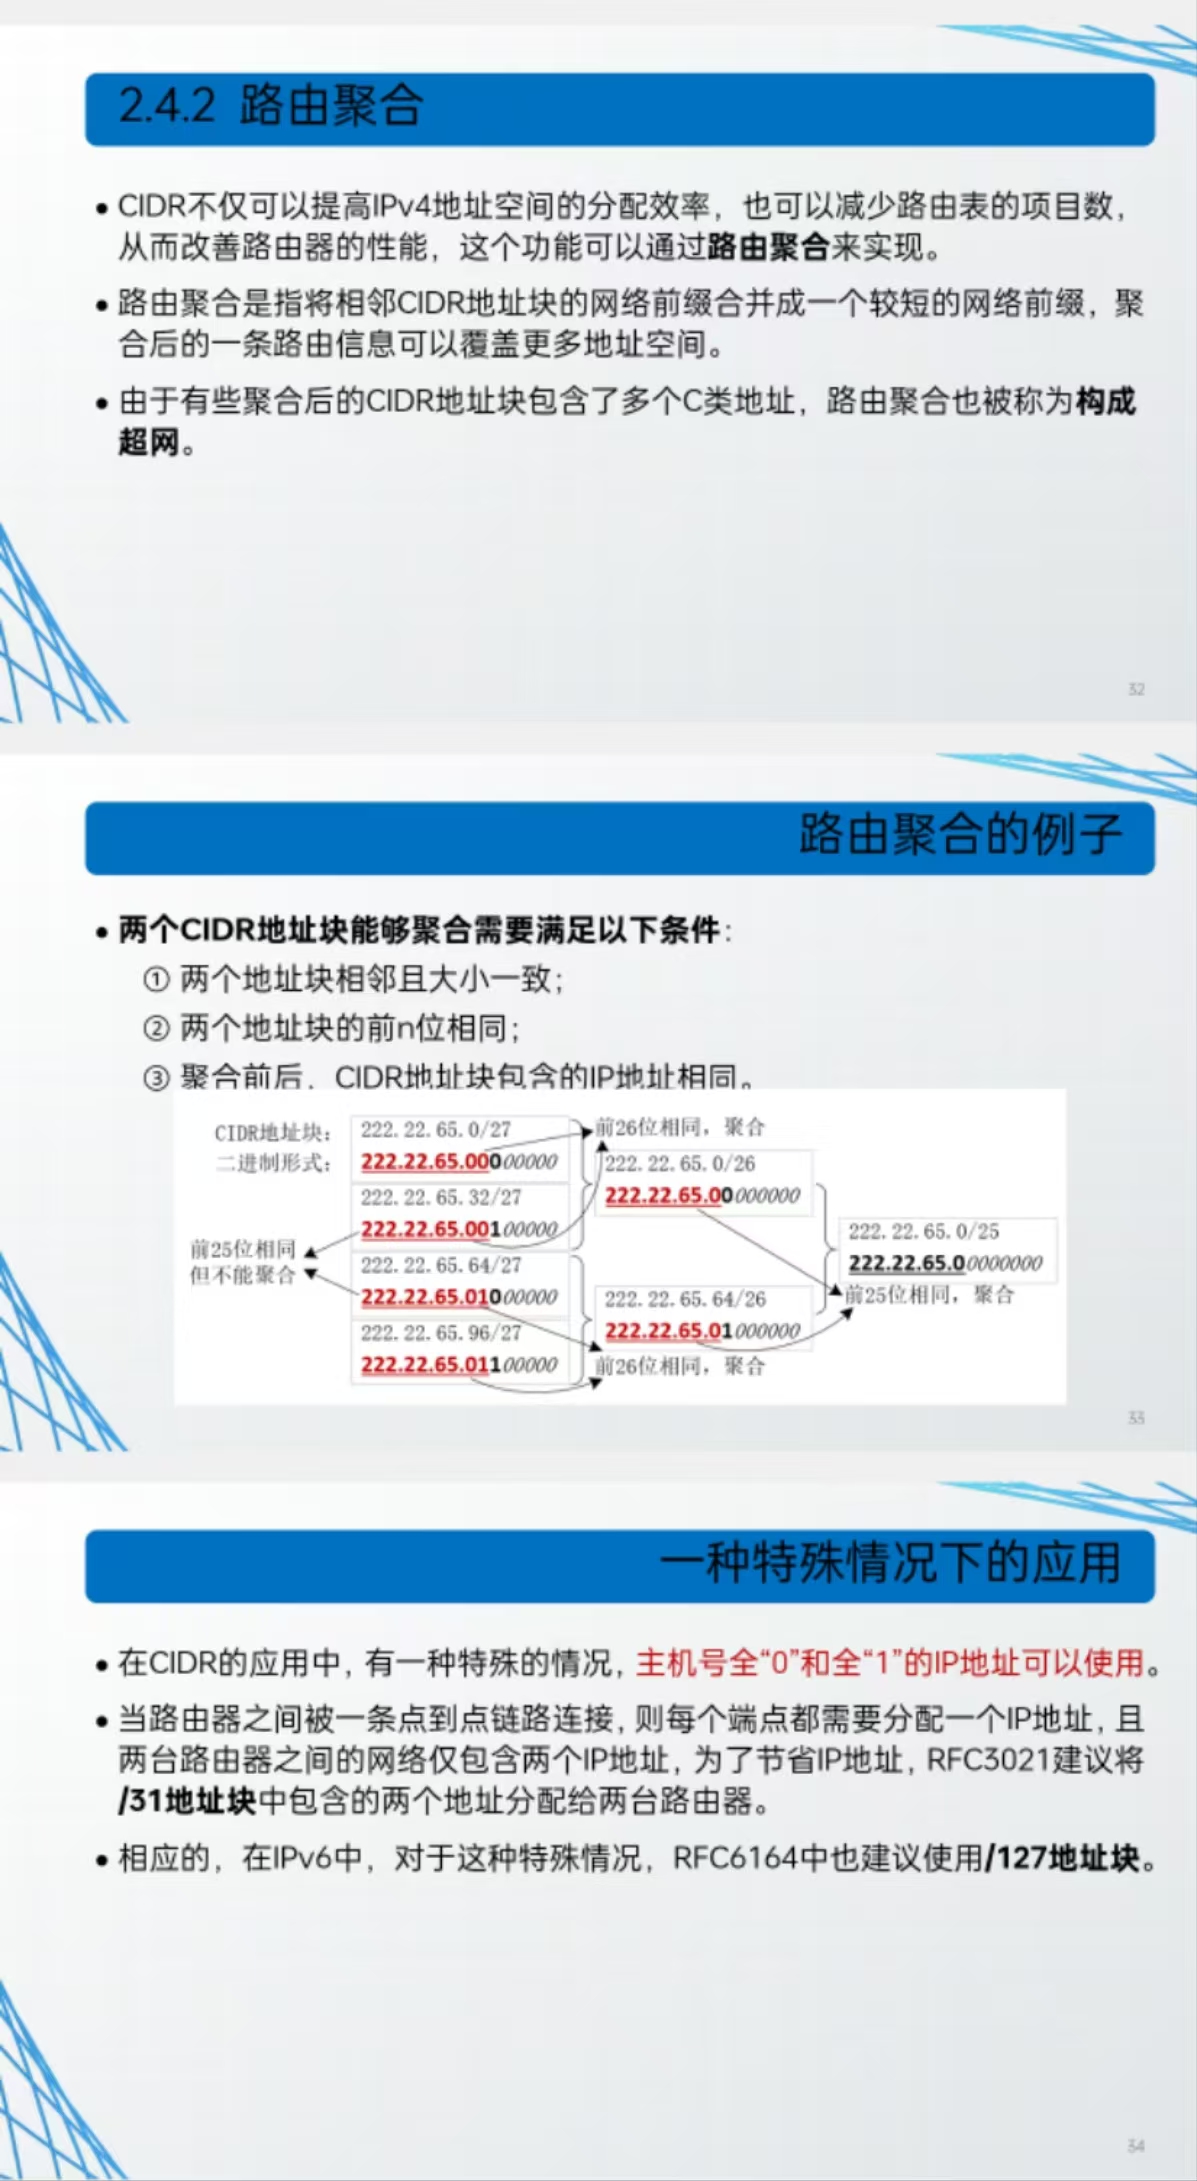 2.4.2 路由聚合
• CIDR不仅可以提高IPv4地址空间的分配效率，也可以减少路由表的项目数，
从而改善路由器的性能，这个功能可以通过路由聚合来实现。
• 路由聚合是指将相邻CIDR地址块的网络前缀合并成一个较短的网络前缀，聚
合后的一条路由信息可以覆盖更多地址空间。
• 由于有些聚合后的CIDR地址块包含了多个C类地址，路由聚合也被称为构成
超网。
32
路由聚合的例子
• 两个CIDR地址块能够聚合需要满足以下条件：
① 两个地址块相邻且大小一致；
② 两个地址块的前n位相同；
③ 聚合前后，CIDR地址块包含的IP地址相同。
CIDR地址块：
二进制形式：
222.22.65.0/27
222.22.65.00000000
222.22.65.32/27
222.22.65.00100000
222.22.65.64/27
222.22.65.01000000
222.22.65.96/27
222.22.65.01100000
前25位相同
但不能聚合
前26位相同，聚合
222.22.65.0/26
222.22.65.00000000
222.22.65.64/26
222.22.65.01000000
前26位相同，聚合
222.22.65.0/25
222.22.65.00000000
前25位相同，聚合
33
一种特殊情况下的应用
• 在CIDR的应用中，有一种特殊的情况，主机号全“0”和全“1”的IP地址可以使用。
• 当路由器之间被一条点到点链路连接，则每个端点都需要分配一个IP地址，且
两台路由器之间的网络仅包含两个IP地址，为了节省IP地址，RFC3021建议将
/31地址块中包含的两个地址分配给两台路由器。
• 相应的，在IPv6中，对于这种特殊情况，RFC6164中也建议使用/127地址块。
34